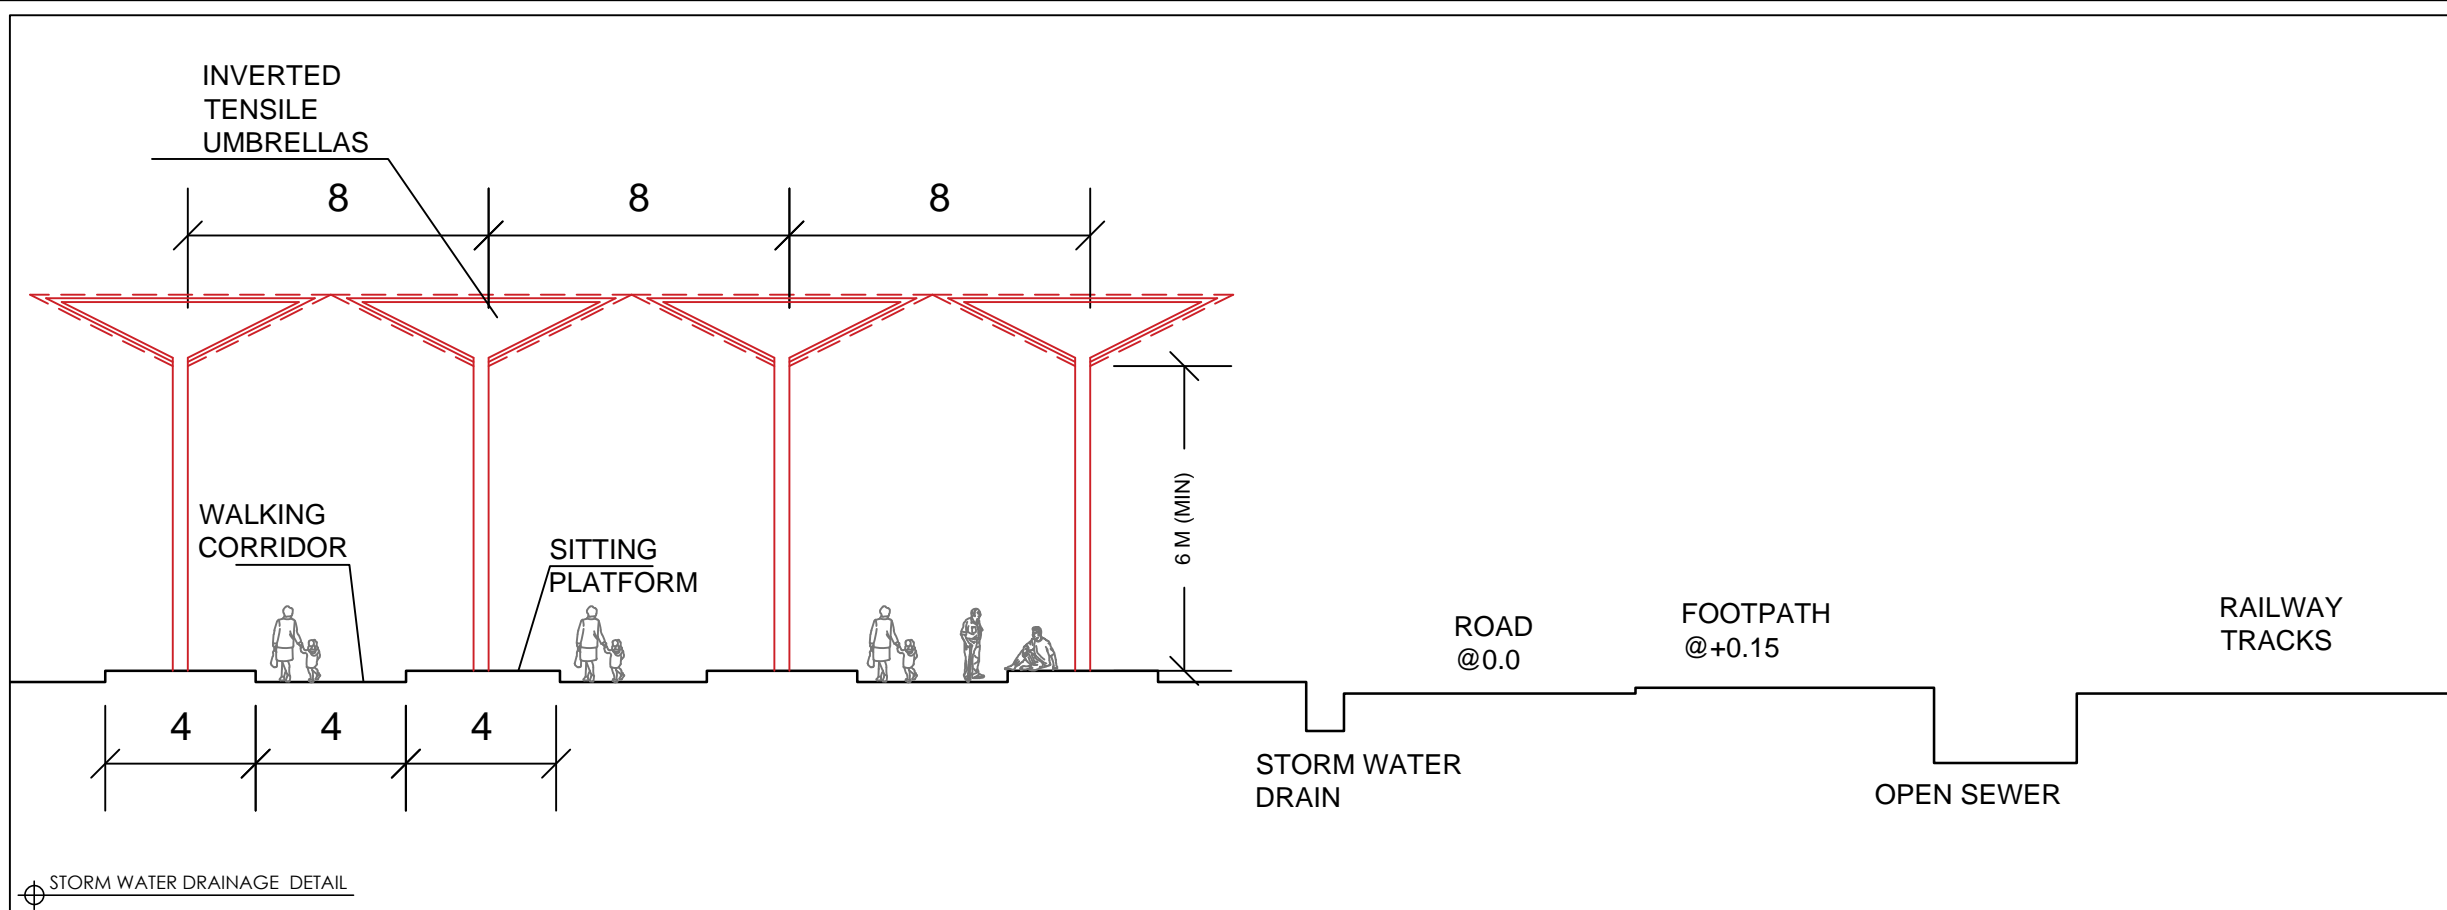 INVERTED
TENSILE
UMBRELLAS
8
8
8
WALKING
CORRIDOR
SITTING
PLATFORM
6 M (MIN)
ROAD
@0.0
FOOTPATH
@+0.15
RAILWAY
TRACKS
4
4
4
STORM WATER
DRAIN
OPEN SEWER
STORM WATER DRAINAGE DETAIL